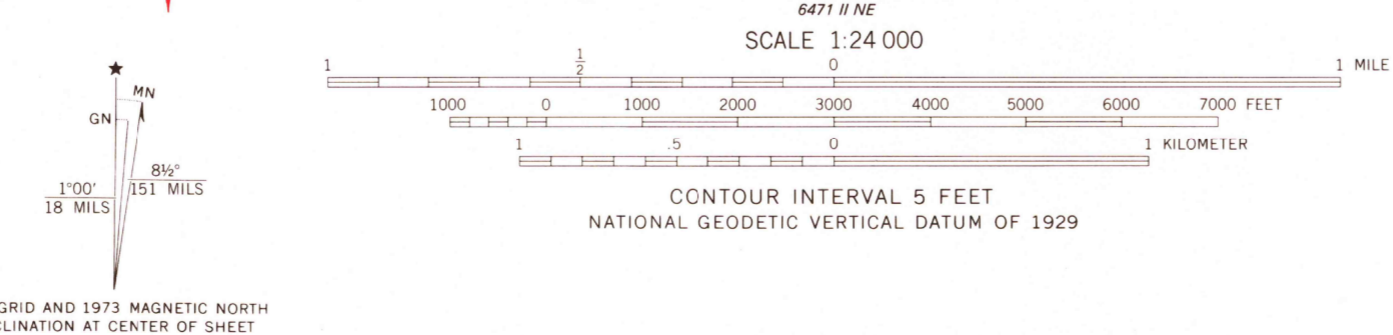 6471 II NE
SCALE 1:24 000
1 1/2 0 1 MILE
1000 0 1000 2000 3000 4000 5000 6000 7000 FEET
1 .5 0 1 KILOMETER
CONTOUR INTERVAL 5 FEET
NATIONAL GEODETIC VERTICAL DATUM OF 1929
★
MN
GN
8½°
151 MILS
1°00'
18 MILS
GRID AND 1973 MAGNETIC NORTH
CLINATION AT CENTER OF SHEET